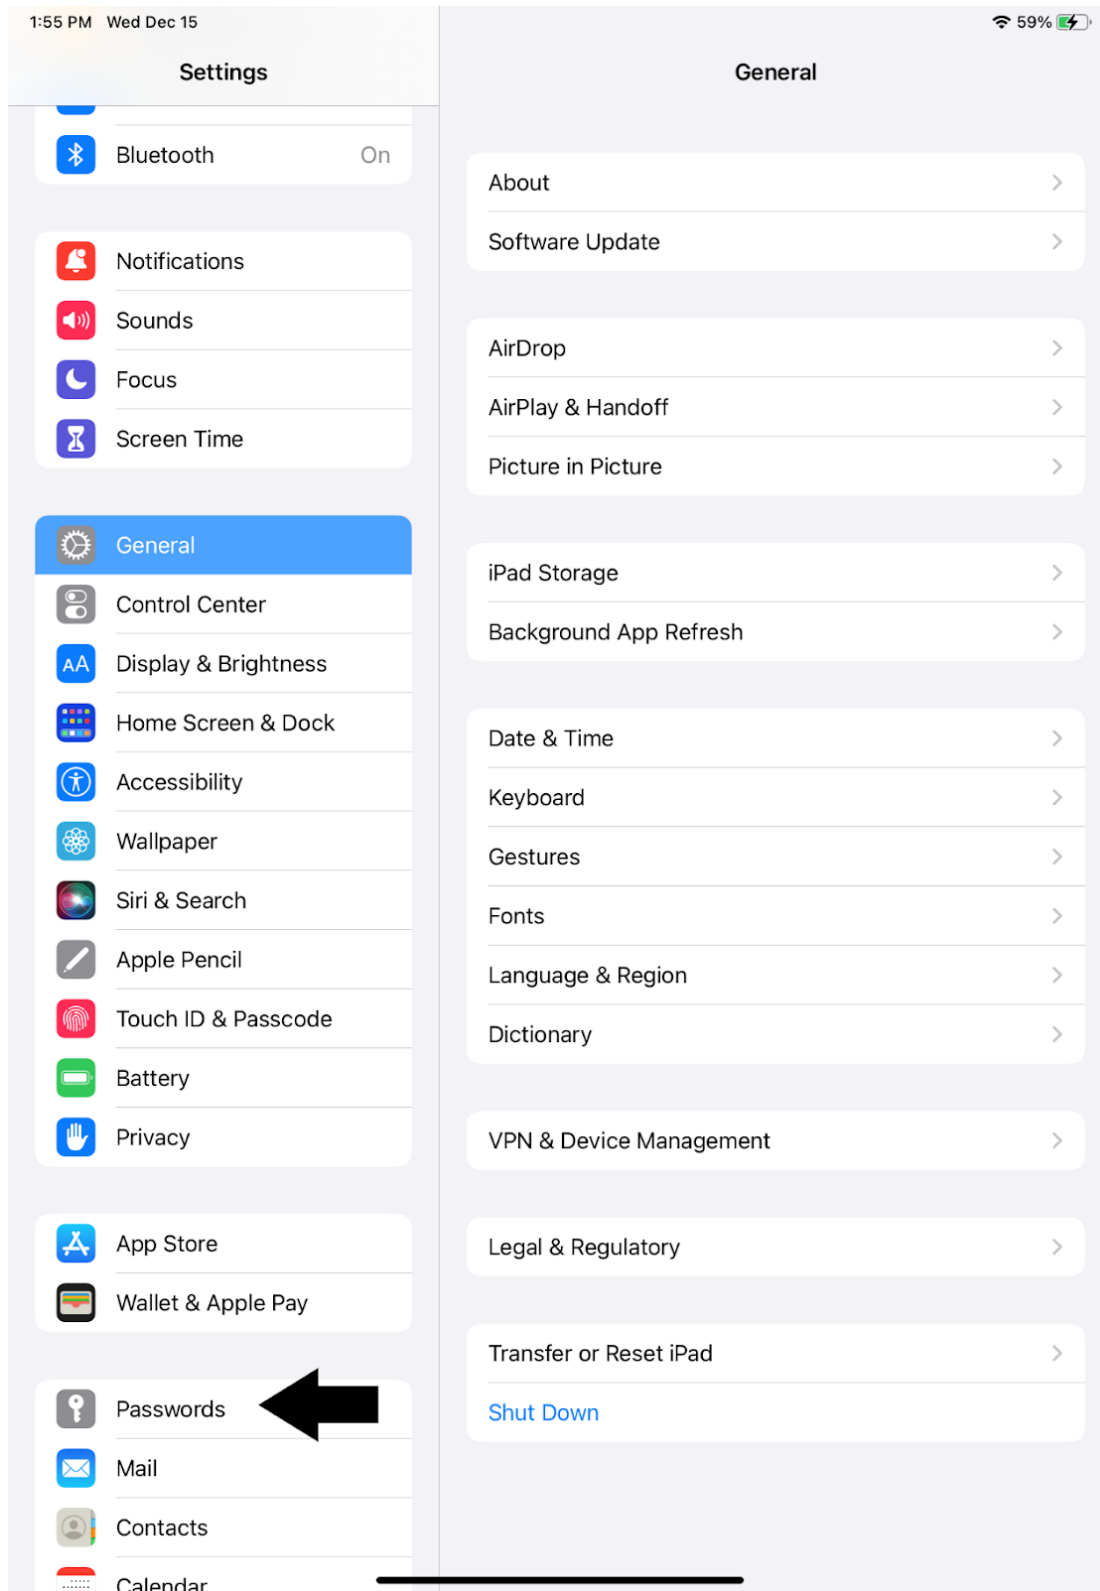 1:55 PM Wed Dec 15
59%
Settings
Bluetooth On
Notifications
Sounds
Focus
Screen Time
General
Control Center
AA
Display & Brightness
Home Screen & Dock
Accessibility
Wallpaper
Siri & Search
Apple Pencil
Touch ID & Passcode
Battery
Privacy
App Store
Wallet & Apple Pay
Passwords
Mail
Contacts
Calendar
General
About
Software Update
AirDrop
AirPlay & Handoff
Picture in Picture
iPad Storage
Background App Refresh
Date & Time
Keyboard
Gestures
Fonts
Language & Region
Dictionary
VPN & Device Management
Legal & Regulatory
Transfer or Reset iPad
Shut Down